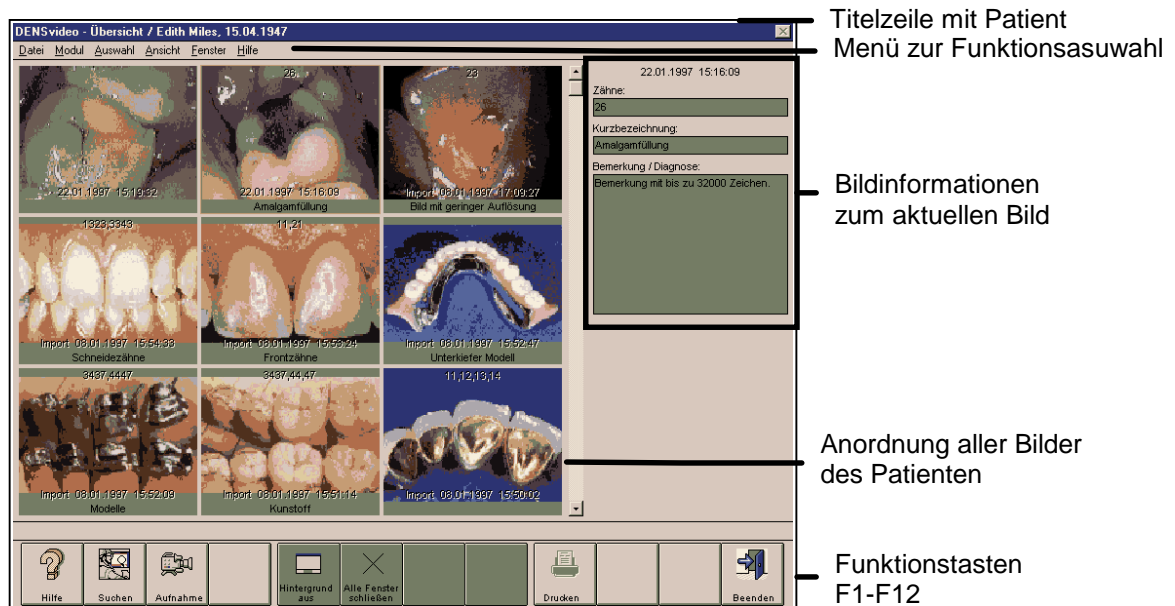 Titelzeile mit Patient
Menü zur Funktionsasuwahl
DENSvideo - Übersicht / Edith Miles, 15.04.1947
Datei Modul Auswahl Ansicht Fenster Hilfe
22.01.1997 15:19:32
26
22.01.1997 15:16:09
Amalgamfüllung
23
Import 08.01.1997 17:09:27
Bild mit geringer Auflösung
1323,3343
Import 08.01.1997 15:54:33
Schneidezähne
11,21
Import 08.01.1997 15:53:24
Frontzähne
Import 08.01.1997 15:52:47
Unterkiefer Modell
3437,4447
Import 08.01.1997 15:52:09
Modelle
3437,44,47
Import 08.01.1997 15:51:14
Kunstoff
11,12,13,14
Import 08.01.1997 15:50:02
22.01.1997 15:16:09
Zähne:
26
Kurzbezeichnung:
Amalgamfüllung
Bemerkung / Diagnose:
Bemerkung mit bis zu 32000 Zeichen.
Bildinformationen
zum aktuellen Bild
Anordnung aller Bilder
des Patienten
Hilfe
Suchen
Aufnahme
Hintergrund
aus
Alle Fenster
schließen
Drucken
Beenden
Funktionstasten
F1-F12